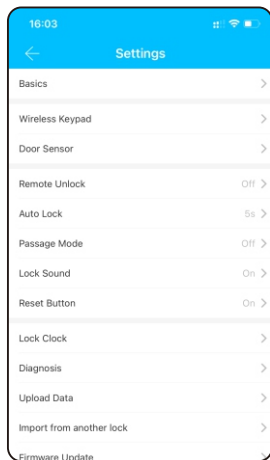 16:03
Settings
Basics
Wireless Keypad
Door Sensor
Remote Unlock Off
Auto Lock 5s
Passage Mode Off
Lock Sound On
Reset Button On
Lock Clock
Diagnosis
Upload Data
Import from another lock
Firmware Update